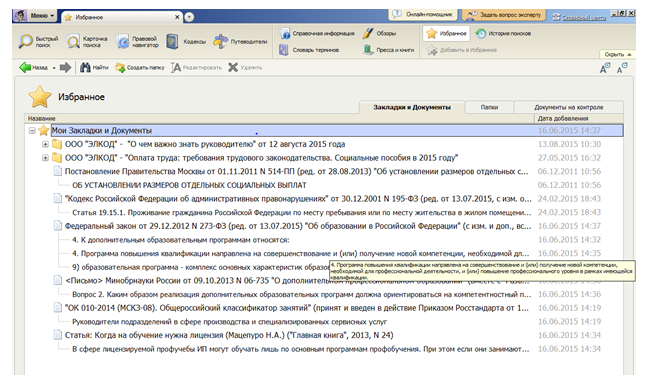 Меню
Избранное
Онлайн-помощник
Задать вопрос эксперту
Сервисный центр
Быстрый поиск
Карточка поиска
Правовой навигатор
Кодексы
Путеводители
Справочная информация
Словарь терминов
Обзоры
Пресса и книги
Избранное
Добавить в Избранное
История поисков
Скрыть
Назад
Найти
Создать папку
Редактировать
Удалить
Избранное
Закладки и Документы
Папки
Документы на контроле
Название
Дата добавления
Мои Закладки и Документы 16.06.2015 14:37
ООО "ЭЛКОД" - "О чем важно знать руководителю" от 12 августа 2015 года 13.08.2015 10:30
ООО "ЭЛКОД" - "Оплата труда: требования трудового законодательства. Социальные пособия в 2015 году" 27.05.2015 16:32
Постановление Правительства Москвы от 01.11.2011 N 514-ПП (ред. от 28.08.2013) "Об установлении размеров отдельных с... 06.12.2011 10:56
ОБ УСТАНОВЛЕНИИ РАЗМЕРОВ ОТДЕЛЬНЫХ СОЦИАЛЬНЫХ ВЫПЛАТ 06.12.2011 10:56
"Кодекс Российской Федерации об административных правонарушениях" от 30.12.2001 N 195-ФЗ (ред. от 13.07.2015, с изм. о... 24.02.2015 18:43
Статья 19.15.1. Проживание гражданина Российской Федерации по месту пребывания или по месту жительства в жилом помещени... 24.02.2015 18:43
Федеральный закон от 29.12.2012 N 273-ФЗ (ред. от 13.07.2015) "Об образовании в Российской Федерации" (с изм. и доп., вс... 16.06.2015 14:37
4. К дополнительным образовательным программам относятся: 16.06.2015 14:32
4. Программа повышения квалификации направлена на совершенствование и (или) получение новой компетенции, необходимой дл... 16.06.2015 14:35
9) образовательная программа - комплекс основных характеристик образо
4. Программа повышения квалификации направлена на совершенствование и (или) получение новой компетенции,
необходимой для профессиональной деятельности, и (или) повышение профессионального уровня в рамках имеющейся
квалификации.
<Письмо> Минобрнауки России от 09.10.2013 N 06-735 "О дополнительном профессиональном образовании"
Вопрос 2. Каким образом реализация дополнительных образовательных программ должна ориентироваться на компетентностный п... 16.06.2015 14:36
"ОК 010-2014 (МСКЗ-08). Общероссийский классификатор занятий" (принят и введен в действие Приказом Росстандарта от 1... 16.06.2015 14:19
Руководители подразделений в сфере производства и специализированных сервисных услуг 16.06.2015 14:19
Статья: Когда на обучение нужна лицензия (Мацепуро Н.А.) ("Главная книга", 2013, N 24) 16.06.2015 14:34
В сфере лицензируемой профучебы ИП могут обучать лишь по основным программам профобучения. При этом если они занимают... 16.06.2015 14:34